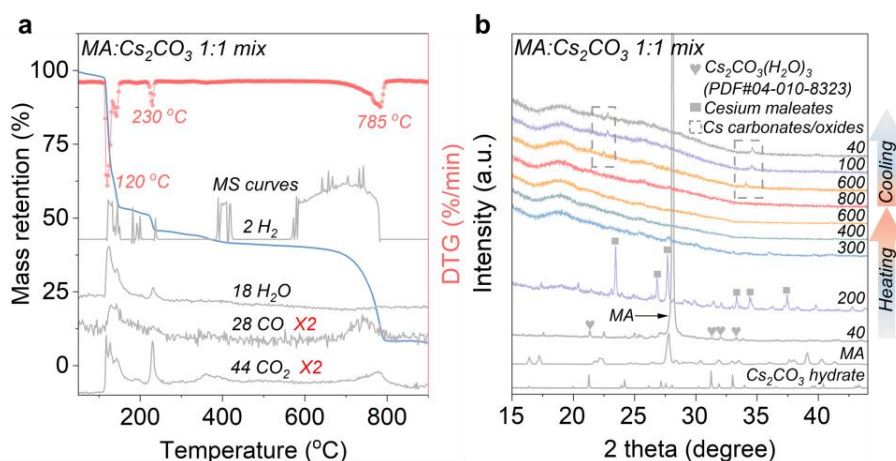 a
MA:Cs₂CO₃ 1:1 mix
100
75
50
25
0
Mass retention (%)
230 ºC
785 ºC
120 ºC
MS curves
2 H₂
18 H₂O
28 CO X2
44 CO₂ X2
200
400
600
800
Temperature (ºC)
DTG (%/min)
b
MA:Cs₂CO₃ 1:1 mix
Cs₂CO₃(H₂O)₃
(PDF#04-010-8323)
Cesium maleates
Cs carbonates/oxides
40
100
600
800
600
400
300
200
MA
40
MA
Cs₂CO₃ hydrate
Intensity (a.u.)
15
20
25
30
35
40
2 theta (degree)
Cooling
Heating